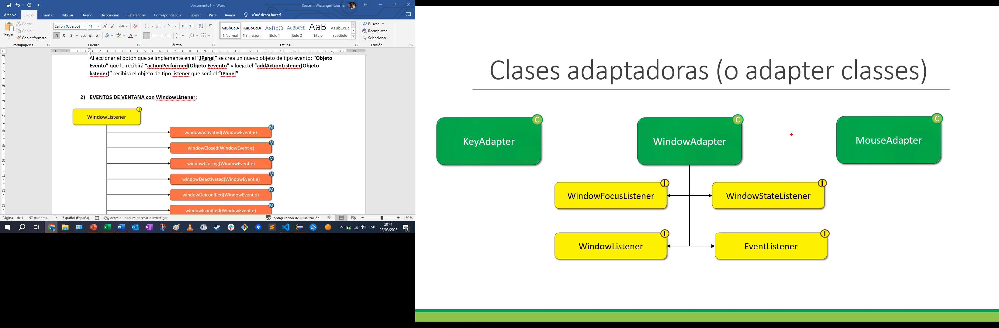 Documento1 - Word
Rasselin Wissangel Rousher
Archivo Inicio Insertar Dibujar Diseño Disposición Referencias Correspondencia Revisar Vista Ayuda ¿Qué desea hacer?
Pegar
Cortar
Copiar
Copiar formato
Portapapeles
Calibri (Cuerpo) 11
Fuente
Párrafo
AaBbCcDc AaBbCcDc AaBbCc AaBbCcE AaB AaBbCcDc
¶ Normal ¶ Sin espa... Título 1 Título 2 Título Subtítulo
Estilos
Buscar
Reemplazar
Seleccionar
Edición
Al accionar el botón que se implemente en el “JPanel” se crea un nuevo objeto de tipo evento: “Objeto
Evento” que lo recibirá “actionPerformed(Objeto Eevento” y luego el “addActionListener(Objeto
listener)” recibirá el objeto de tipo listener que será el “JPanel”
2) EVENTOS DE VENTANA con WindowListener:
I
WindowListener
M
windowActivated(WindowEvent e)
M
windowClosed(WindowEvent e)
M
windowClosing(WindowEvent e)
M
windowDeactivated(WindowEvent e)
M
windowDeiconified(WindowEvent e)
M
windowIconified(WindowEvent e)
Página 1 de 1 57 palabras Español (España) Accesibilidad: es necesario investigar Configuración de visualización 130 %
ESP
20:41
23/08/2023
Clases adaptadoras (o adapter classes)
C
KeyAdapter
C
WindowAdapter
C
MouseAdapter
I
WindowFocusListener
I
WindowStateListener
I
WindowListener
I
EventListener